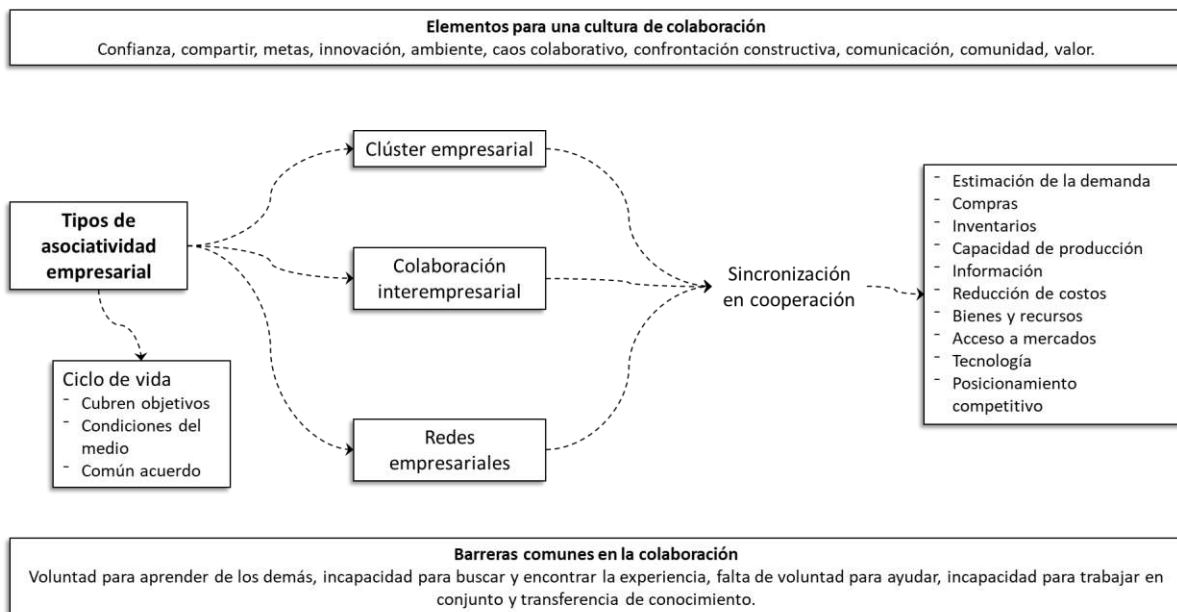 Elementos para una cultura de colaboración
Confianza, compartir, metas, innovación, ambiente, caos colaborativo, confrontación constructiva, comunicación, comunidad, valor.
Tipos de
asociatividad
empresarial
Ciclo de vida
- Cubren objetivos
- Condiciones del
medio
- Común acuerdo
Clúster empresarial
Colaboración
interempresarial
Redes
empresariales
Sincronización
en cooperación
- Estimación de la demanda
- Compras
- Inventarios
- Capacidad de producción
- Información
- Reducción de costos
- Bienes y recursos
- Acceso a mercados
- Tecnología
- Posicionamiento
competitivo
Barreras comunes en la colaboración
Voluntad para aprender de los demás, incapacidad para buscar y encontrar la experiencia, falta de voluntad para ayudar, incapacidad para trabajar en
conjunto y transferencia de conocimiento.